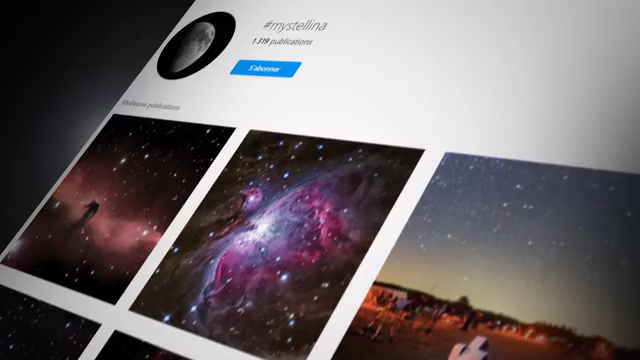 #mystellina
1 319 publications
S'abonner
Meilleures publications